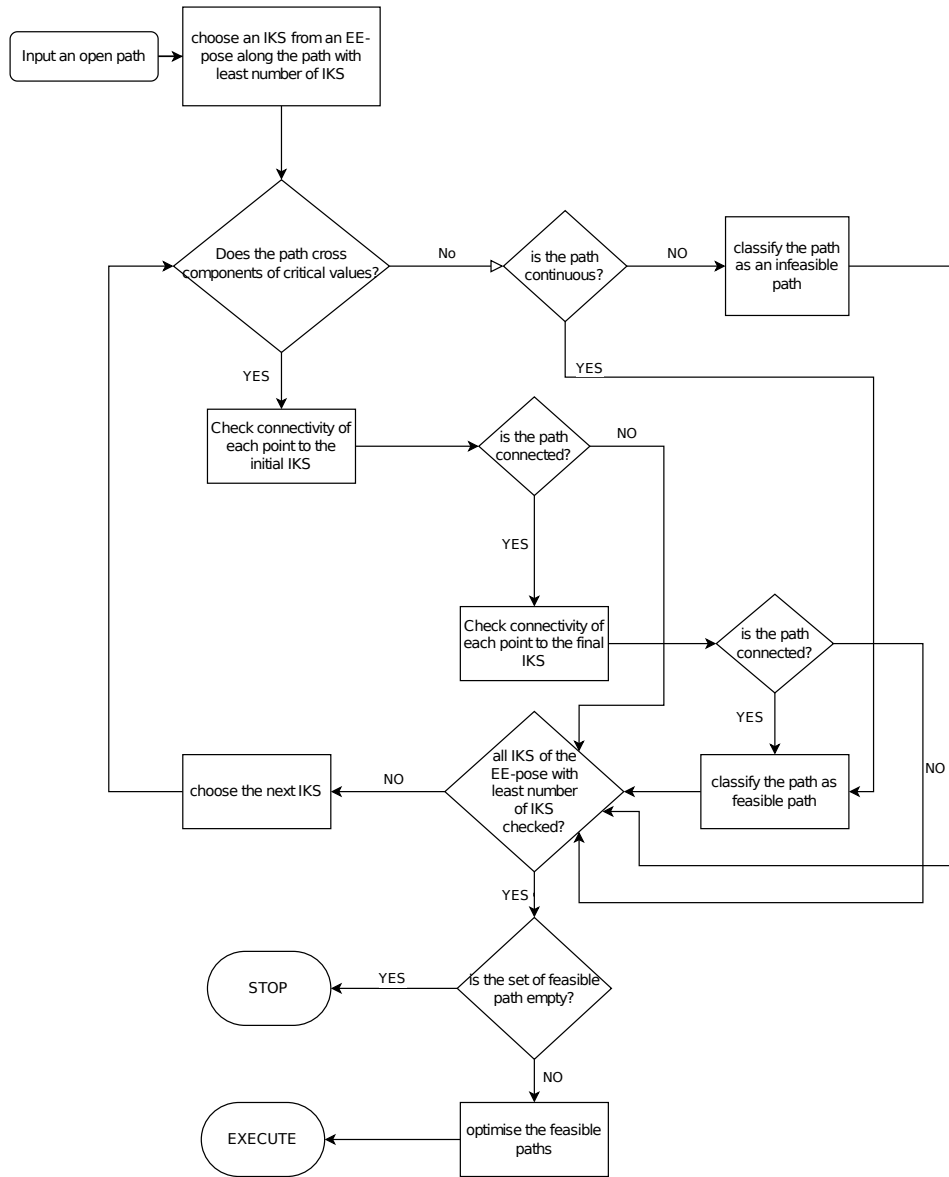 Input an open path
choose an IKS from an EE-
pose along the path with
least number of IKS
Does the path cross
components of critical values?
No
is the path
continuous?
NO
classify the path
as an infeasible
path
YES
YES
Check connectivity of
each point to the
initial IKS
is the path
connected?
NO
YES
Check connectivity of
each point to the final
IKS
is the path
connected?
YES
NO
choose the next IKS
NO
all IKS of the
EE-pose with
least number
of IKS
checked?
classify the path as
feasible path
YES
STOP
YES
is the set of feasible
path empty?
NO
EXECUTE
optimise the feasible
paths